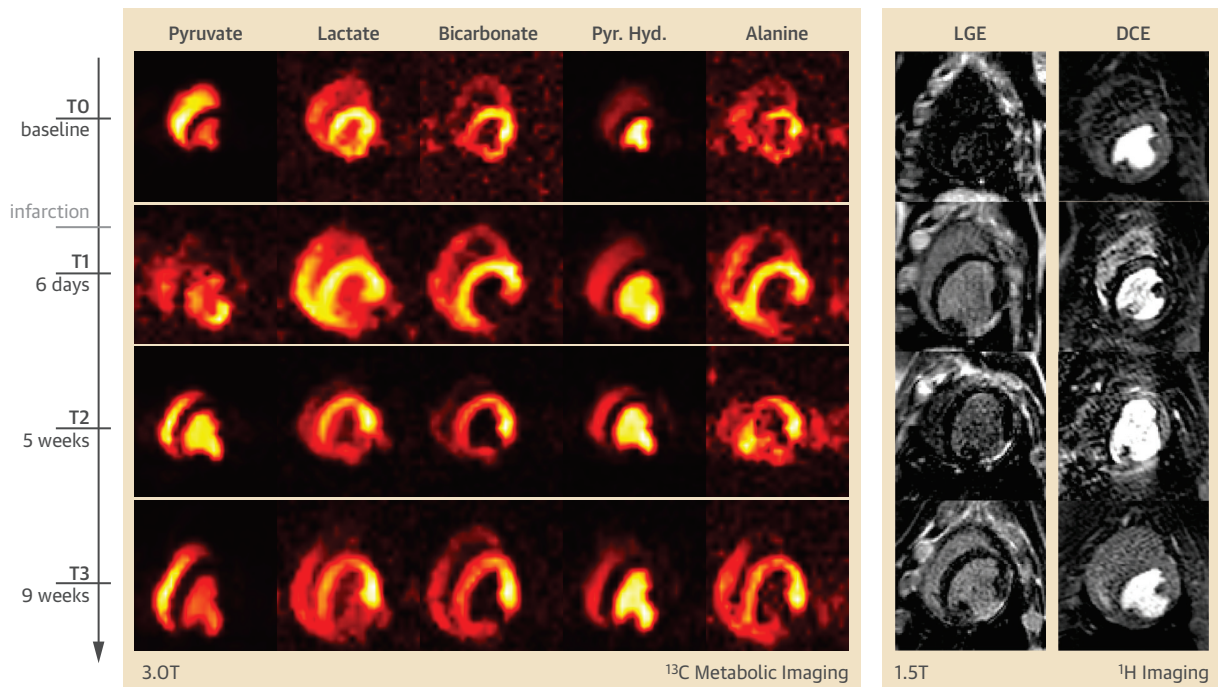 Pyruvate Lactate Bicarbonate Pyr. Hyd. Alanine LGE DCE
T0
baseline
infarction
T1
6 days
T2
5 weeks
T3
9 weeks
3.0T ¹³C Metabolic Imaging 1.5T ¹H Imaging